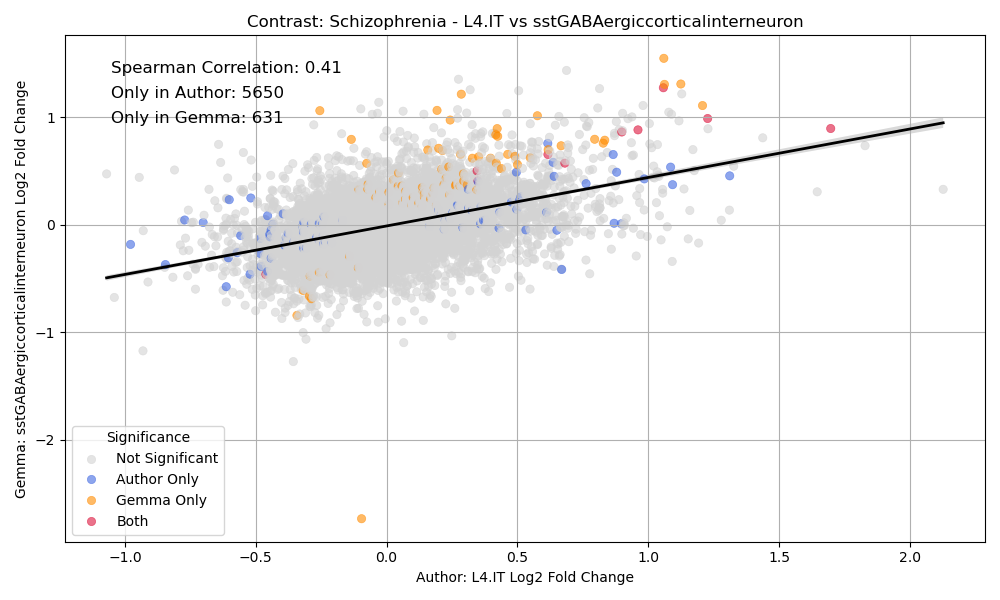 Contrast: Schizophrenia - L4.IT vs sstGABAergiccorticalinterneuron
Spearman Correlation: 0.41
Only in Author: 5650
Only in Gemma: 631
Gemma: sstGABAergiccorticalinterneuron Log2 Fold Change
1
0
−1
−2
Significance
Not Significant
Author Only
Gemma Only
Both
−1.0 −0.5 0.0 0.5 1.0 1.5 2.0
Author: L4.IT Log2 Fold Change